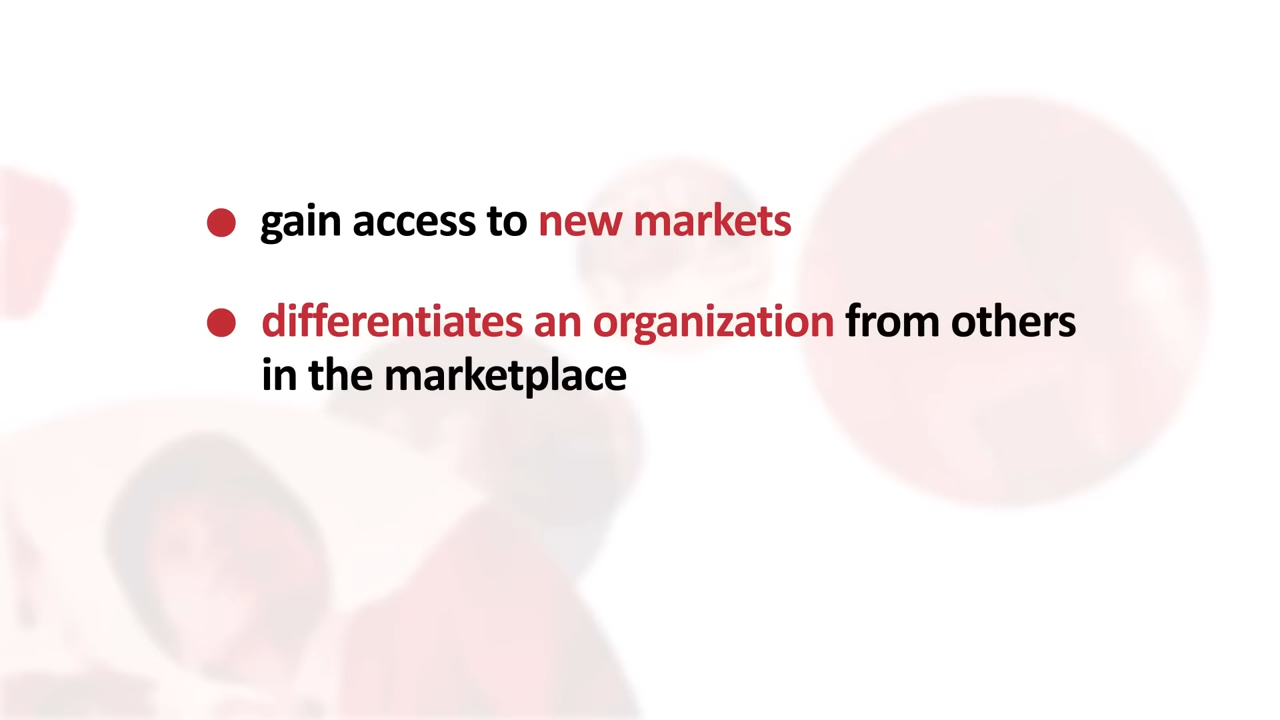 gain access to new markets
differentiates an organization from others
in the marketplace